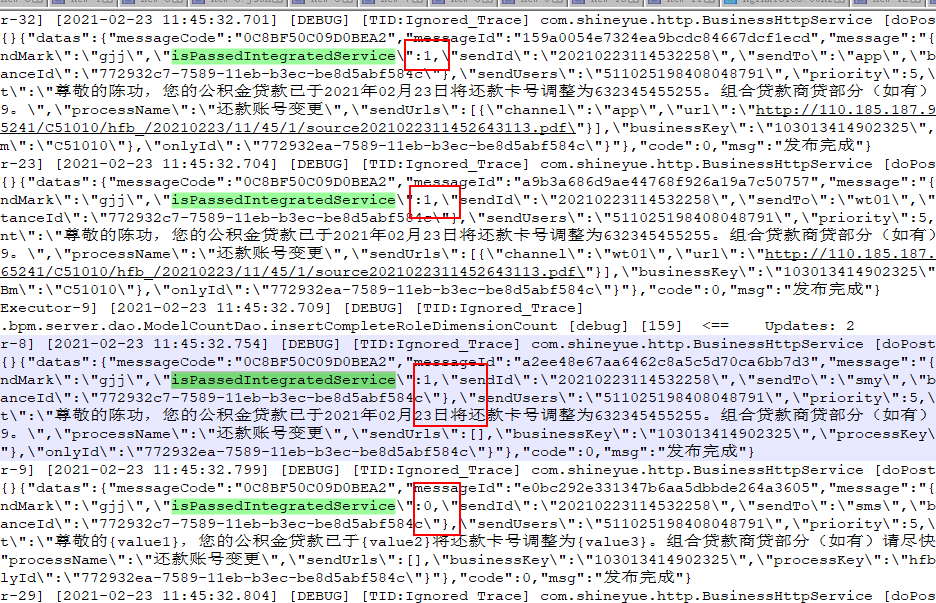 r-32] [2021-02-23 11:45:32.701] [DEBUG] [TID:Ignored_Trace] com.shineyue.http.BusinessHttpService [doPost
{}{"datas":{"messageCode":"0C8BF50C09D0BEA2","messageId":"159a0054e7324ea9bcdc84667dcf1ecd","message":"{
ndMark\":\"gjj\",\"isPassedIntegratedService\":1,\"sendId\":\"20210223114532258\",\"sendTo\":\"app\",\"b
anceId\":\"772932c7-7589-11eb-b3ec-be8d5abf584c\"},\"sendUsers\":\"511025198408048791\",\"priority\":5,\
t\":\"尊敬的陈功，您的公积金贷款已于2021年02月23日将还款卡号调整为632345455255。组合贷款商贷部分（如有）
9。\",\"processName\":\"还款账号变更\",\"sendUrls\":[{\"channel\":\"app\",\"url\":\"http://110.185.187.9
5241/C51010/hfb_/20210223/11/45/1/source2021022311452643113.pdf\"}],\"businessKey\":\"103013414902325\",
m\":\"C51010\"},\"onlyId\":\"772932ea-7589-11eb-b3ec-be8d5abf584c\"}"},"code":0,"msg":"发布完成"}
r-23] [2021-02-23 11:45:32.704] [DEBUG] [TID:Ignored_Trace] com.shineyue.http.BusinessHttpService [doPos
{}{"datas":{"messageCode":"0C8BF50C09D0BEA2","messageId":"a9b3a686d9ae44768f926a19a7c50757","message":"{
ndMark\":\"gjj\",\"isPassedIntegratedService\":1,\"sendId\":\"20210223114532258\",\"sendTo\":\"wt01\",\"
tanceId\":\"772932c7-7589-11eb-b3ec-be8d5abf584c\"},\"sendUsers\":\"511025198408048791\",\"priority\":5,
nt\":\"尊敬的陈功，您的公积金贷款已于2021年02月23日将还款卡号调整为632345455255。组合贷款商贷部分（如有）
9。\",\"processName\":\"还款账号变更\",\"sendUrls\":[{\"channel\":\"wt01\",\"url\":\"http://110.185.187.
65241/C51010/hfb_/20210223/11/45/1/source2021022311452643113.pdf\"}],\"businessKey\":\"103013414902325\"
Bm\":\"C51010\"},\"onlyId\":\"772932ea-7589-11eb-b3ec-be8d5abf584c\"}"},"code":0,"msg":"发布完成"}
Executor-9] [2021-02-23 11:45:32.709] [DEBUG] [TID:Ignored_Trace]
.bpm.server.dao.ModelCountDao.insertCompleteRoleDimensionCount [debug] [159] <== Updates: 2
r-8] [2021-02-23 11:45:32.754] [DEBUG] [TID:Ignored_Trace] com.shineyue.http.BusinessHttpService [doPost
{}{"datas":{"messageCode":"0C8BF50C09D0BEA2","messageId":"a2ee48e67aa6462c8a5c5d70ca6bb7d3","message":"{
ndMark\":\"gjj\",\"isPassedIntegratedService\":1,\"sendId\":\"20210223114532258\",\"sendTo\":\"smy\",\"b
anceId\":\"772932c7-7589-11eb-b3ec-be8d5abf584c\"},\"sendUsers\":\"511025198408048791\",\"priority\":5,\
t\":\"尊敬的陈功，您的公积金贷款已于2021年02月23日将还款卡号调整为632345455255。组合贷款商贷部分（如有）
9。\",\"processName\":\"还款账号变更\",\"sendUrls\":[],\"businessKey\":\"103013414902325\",\"processKey\
\"},\"onlyId\":\"772932ea-7589-11eb-b3ec-be8d5abf584c\"}"},"code":0,"msg":"发布完成"}
r-9] [2021-02-23 11:45:32.799] [DEBUG] [TID:Ignored_Trace] com.shineyue.http.BusinessHttpService [doPost
{}{"datas":{"messageCode":"0C8BF50C09D0BEA2","messageId":"e0bc292e331347b6aa5dbbde264a3605","message":"{
ndMark\":\"gjj\",\"isPassedIntegratedService\":0,\"sendId\":\"20210223114532258\",\"sendTo\":\"sms\",\"b
anceId\":\"772932c7-7589-11eb-b3ec-be8d5abf584c\"},\"sendUsers\":\"511025198408048791\",\"priority\":5,\
t\":\"尊敬的{value1}，您的公积金贷款已于{value2}将还款卡号调整为{value3}。组合贷款商贷部分（如有）请尽快
"processName\":\"还款账号变更\",\"sendUrls\":[],\"businessKey\":\"103013414902325\",\"processKey\":\"hfb
lyId\":\"772932ea-7589-11eb-b3ec-be8d5abf584c\"}"},"code":0,"msg":"发布完成"}
r-29] [2021-02-23 11:45:32.804] [DEBUG] [TID:Ignored_Trace] com.shineyue.http.BusinessHttpService [doPos